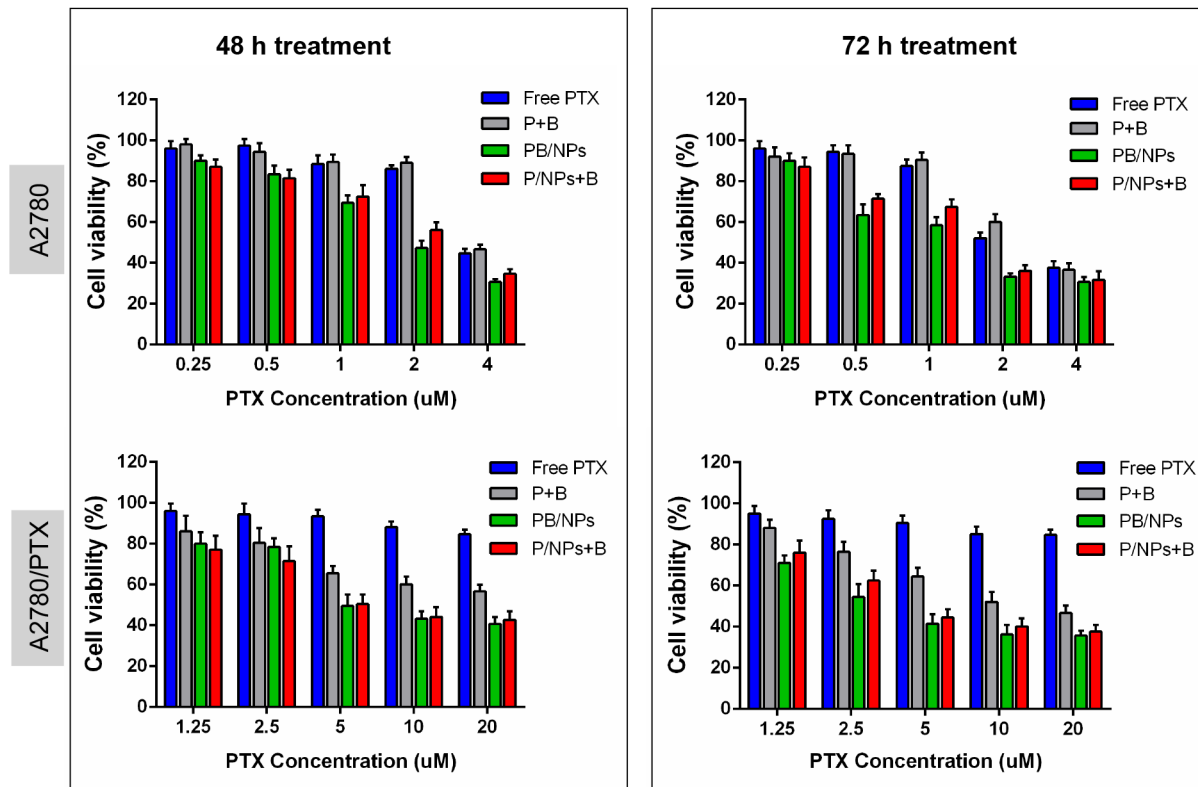 48 h treatment
72 h treatment
A2780
A2780/PTX
120
100
80
60
40
20
0
Cell viability (%)
Free PTX
P+B
PB/NPs
P/NPs+B
0.25 0.5 1 2 4
PTX Concentration (uM)
120
100
80
60
40
20
0
Cell viability (%)
Free PTX
P+B
PB/NPs
P/NPs+B
0.25 0.5 1 2 4
PTX Concentration (uM)
120
100
80
60
40
20
0
Cell viability (%)
Free PTX
P+B
PB/NPs
P/NPs+B
1.25 2.5 5 10 20
PTX Concentration (uM)
120
100
80
60
40
20
0
Cell viability (%)
Free PTX
P+B
PB/NPs
P/NPs+B
1.25 2.5 5 10 20
PTX Concentration (uM)